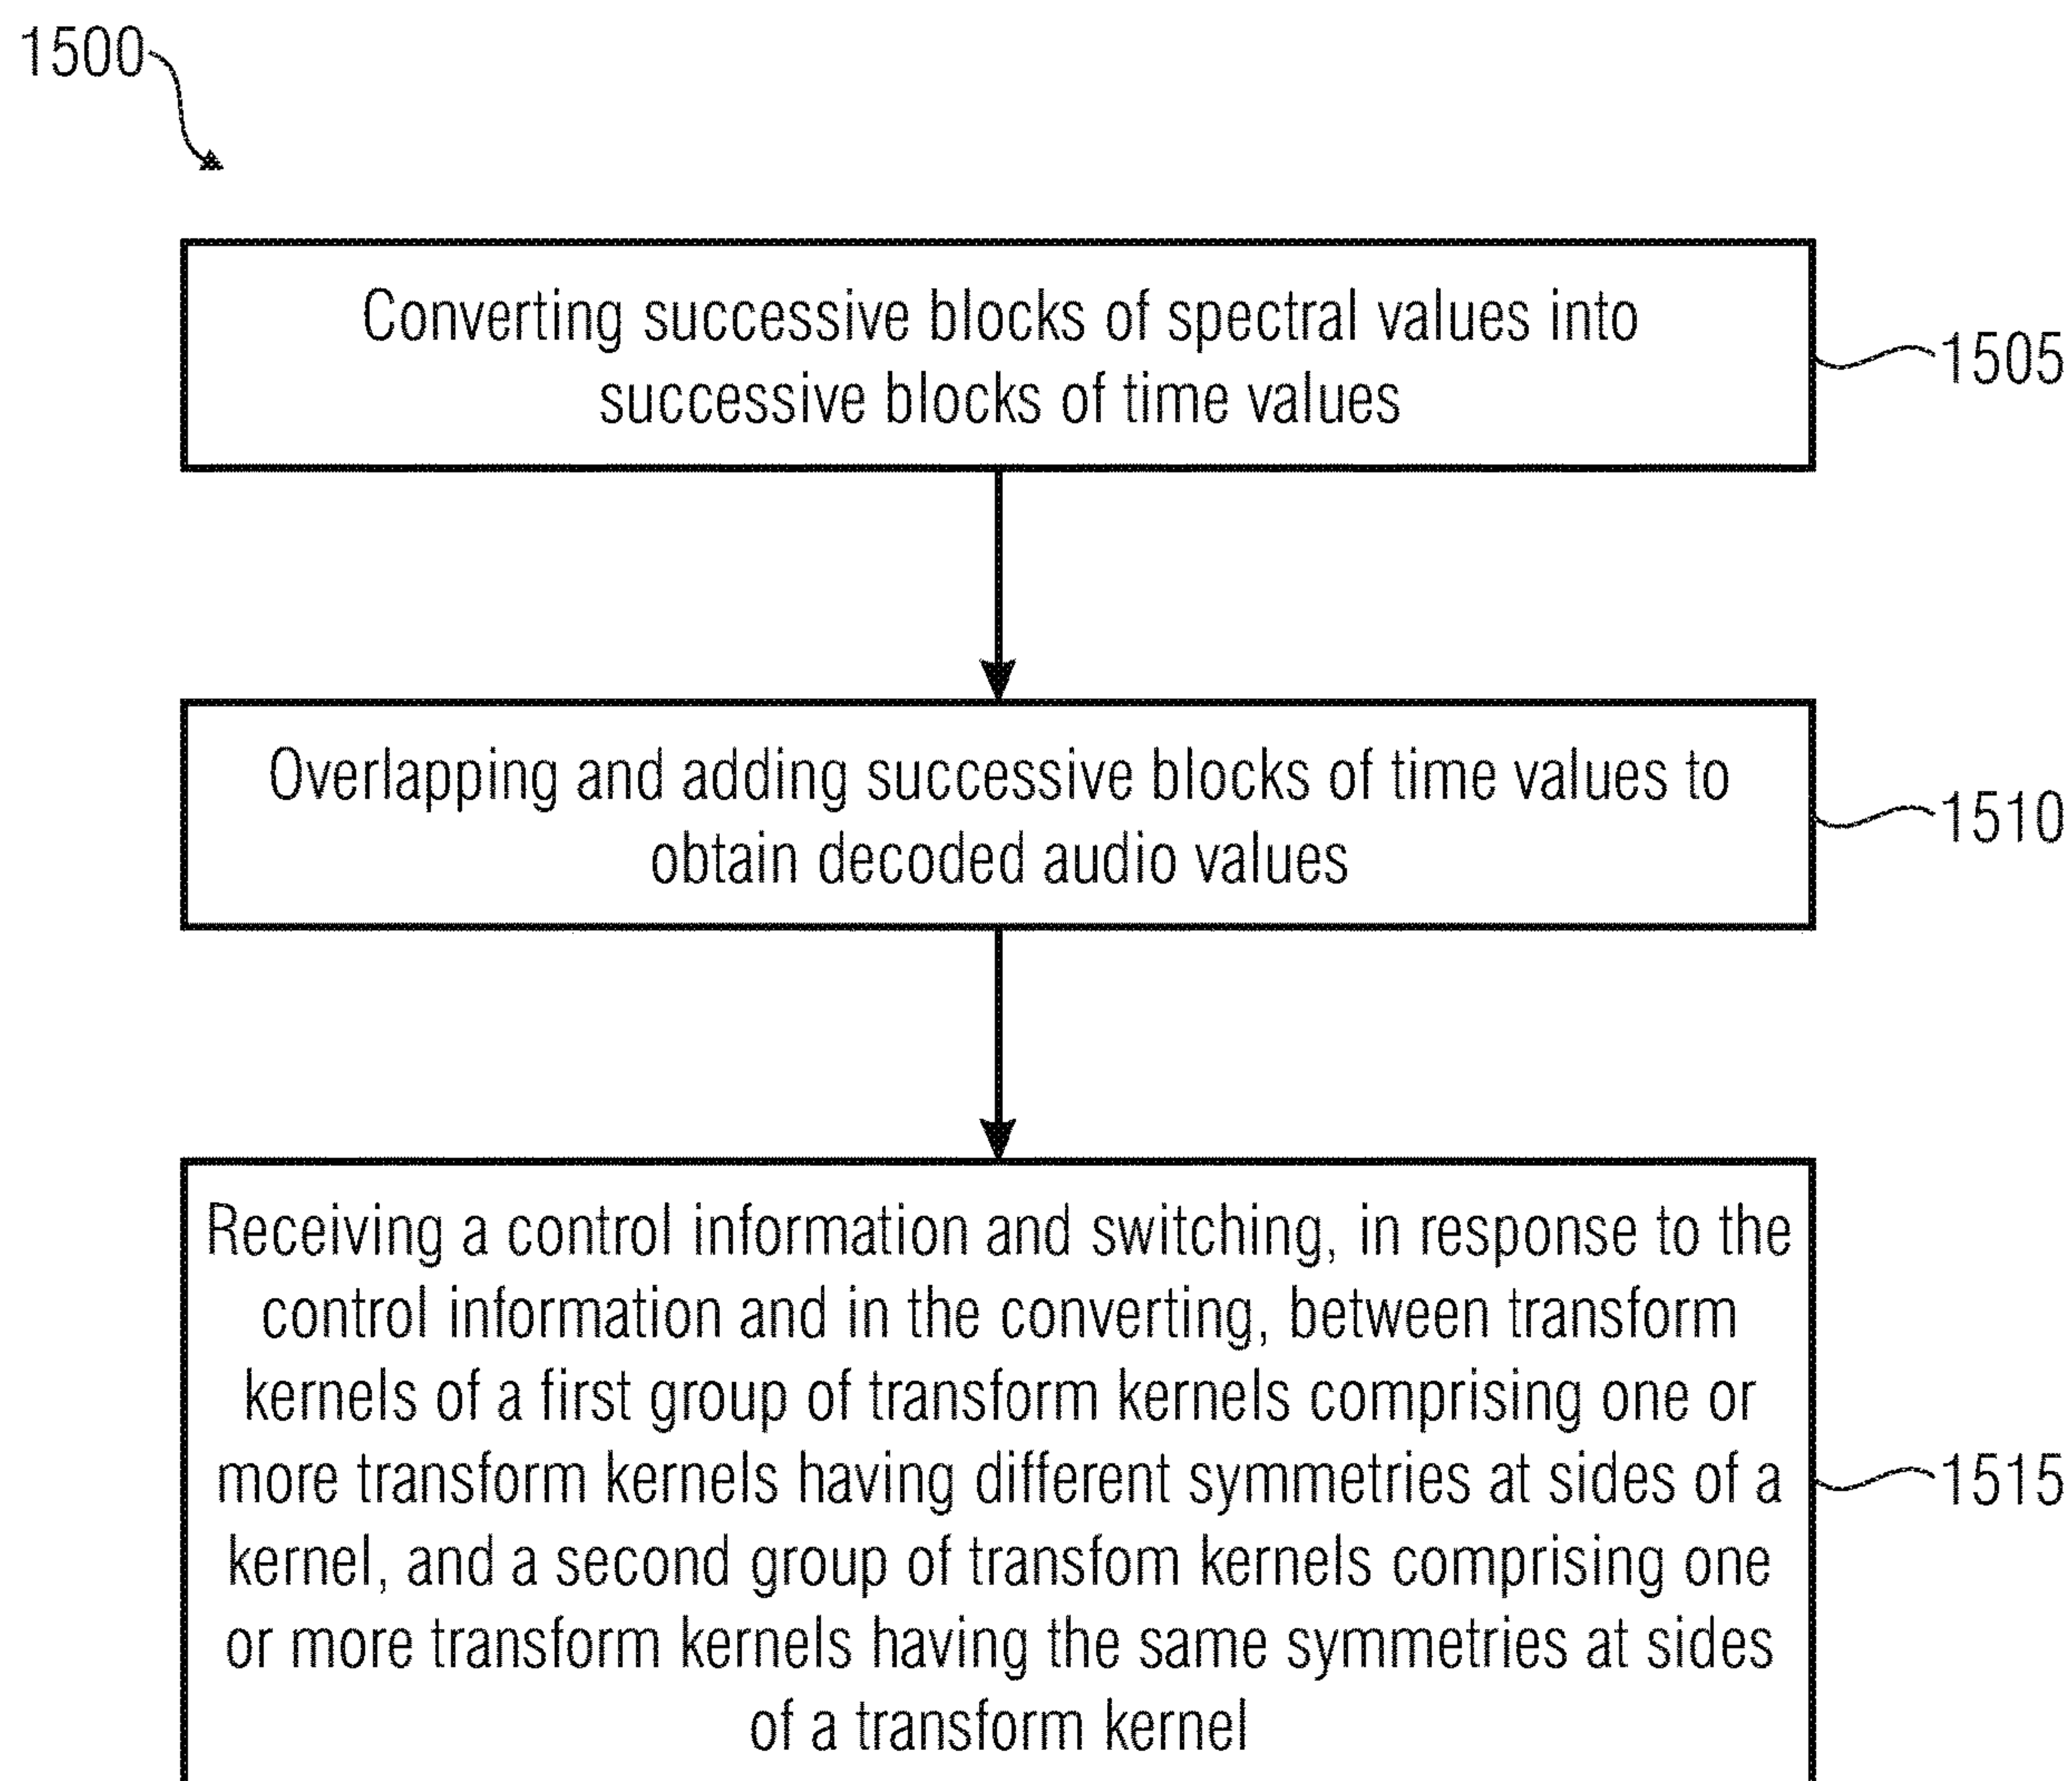 1500
Converting successive blocks of spectral values into
successive blocks of time values
1505
Overlapping and adding successive blocks of time values to
obtain decoded audio values
1510
Receiving a control information and switching, in response to the
control information and in the converting, between transform
kernels of a first group of transform kernels comprising one or
more transform kernels having different symmetries at sides of a
kernel, and a second group of transfom kernels comprising one
or more transform kernels having the same symmetries at sides
of a transform kernel
1515